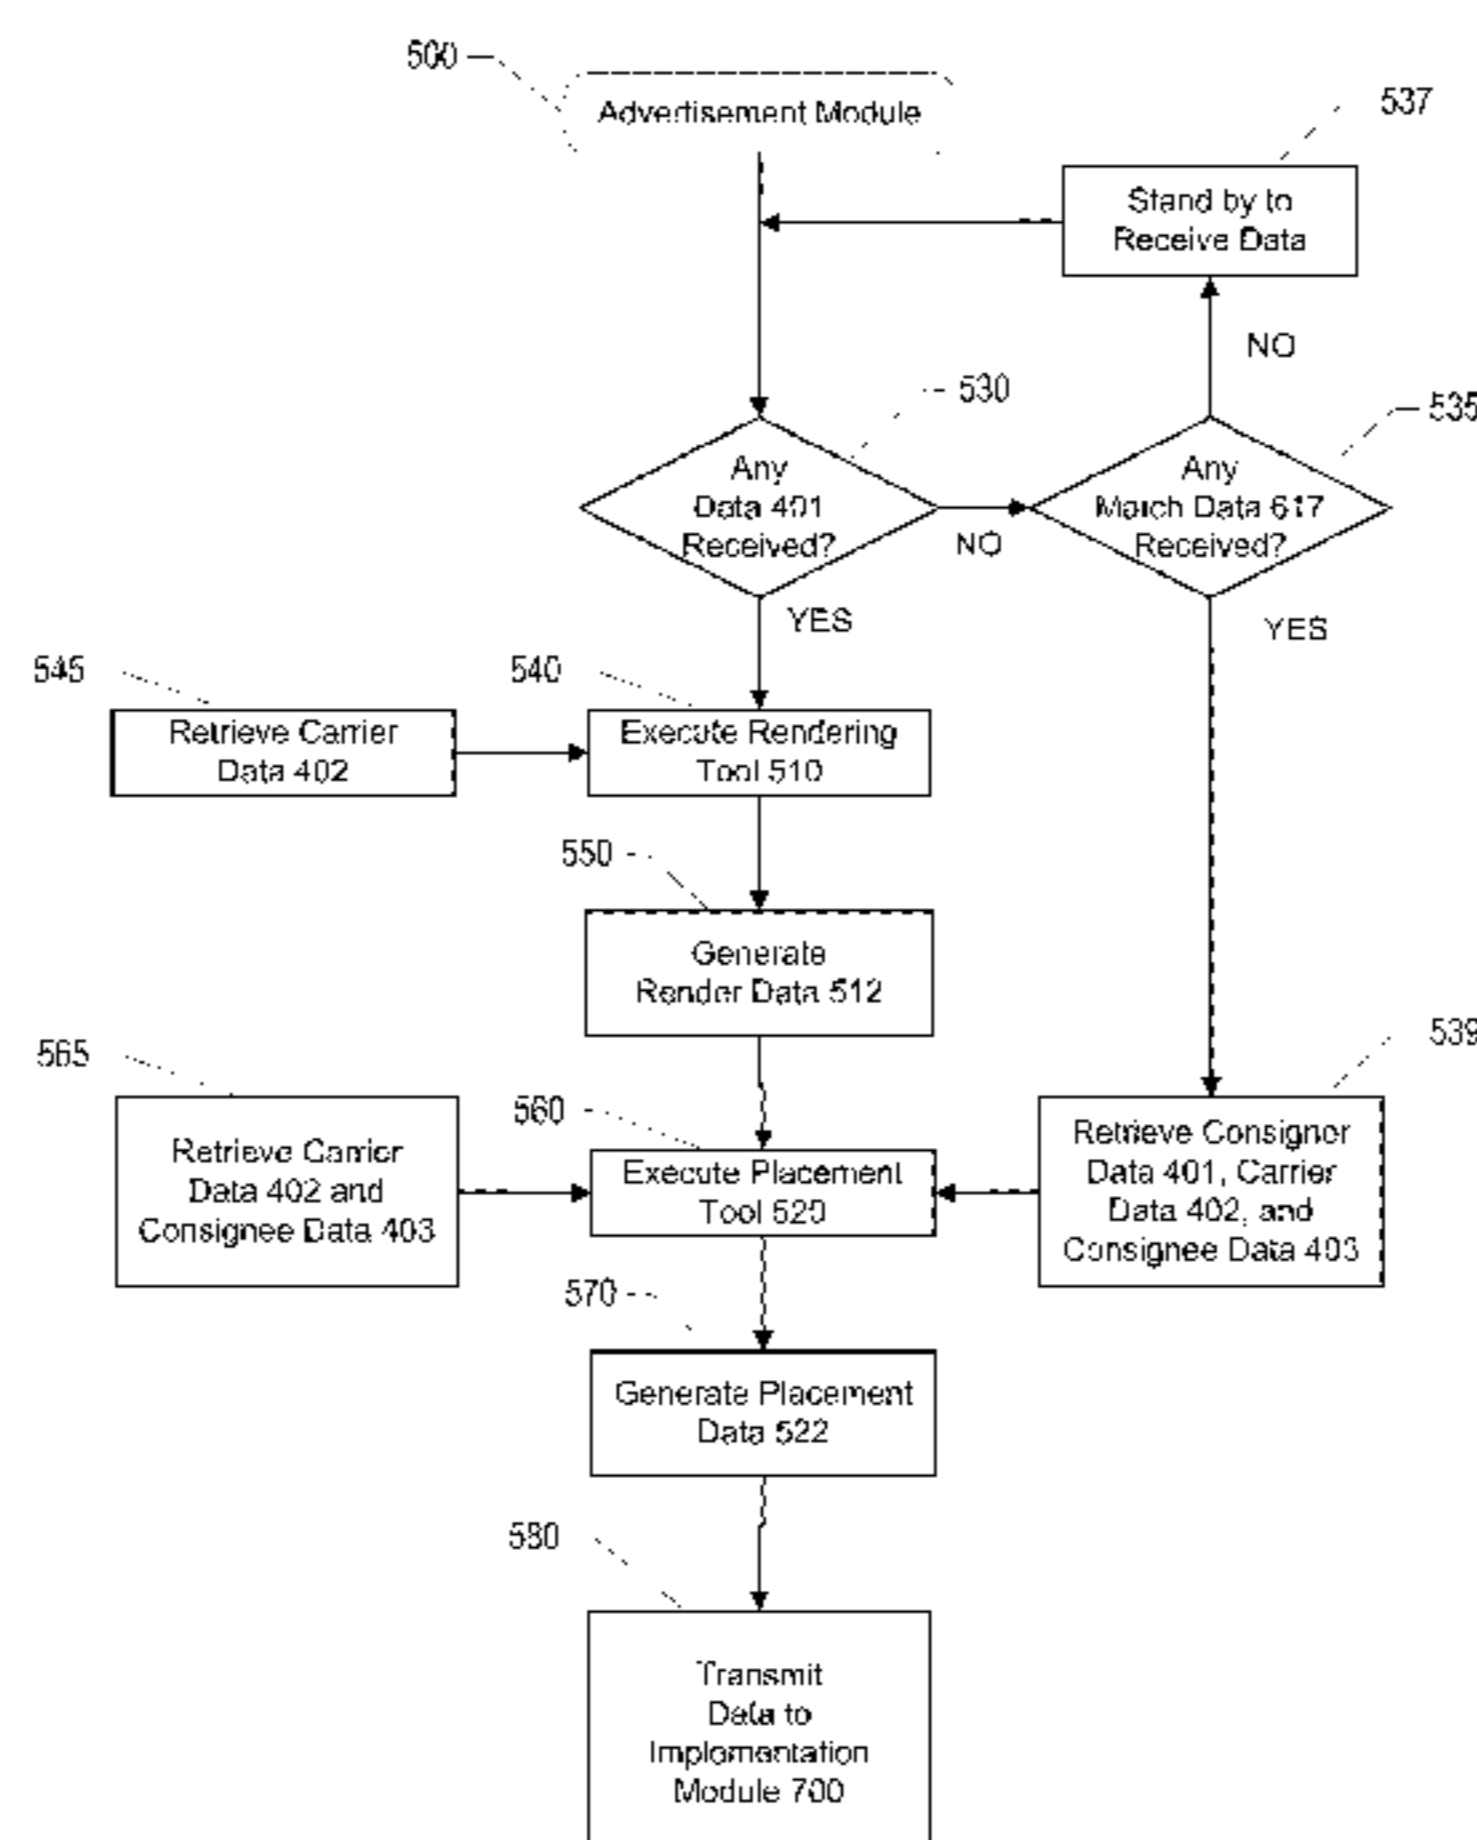 500
Advertisement Module
537
Stand by to
Receive Data
NO
530
535
Any
Data 401
Received?
NO
Any
March Data 617
Received?
YES
YES
545
540
Retrieve Carrier
Data 402
Execute Rendering
Tool 510
550
Generate
Render Data 512
565
539
560
Retrieve Carrier
Data 402 and
Consignee Data 403
Execute Placement
Tool 520
Retrieve Consigner
Data 401, Carrier
Data 402, and
Consignee Data 403
570
Generate Placement
Data 522
580
Transmit
Data to
Implementation
Module 700